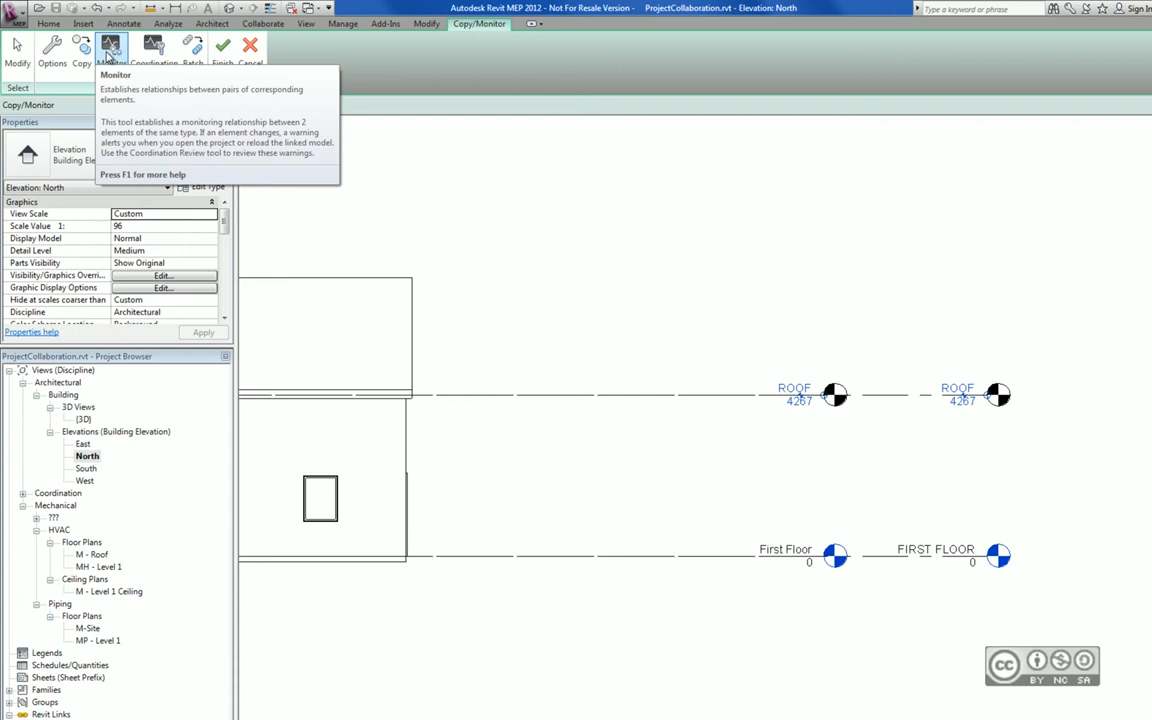 Autodesk Revit MEP 2012 - Not For Resale Version - ProjectCollaboration.rvt - Elevation: North
Type a keyword or phrase
Sign In
MEP
Home Insert Annotate Analyze Architect Collaborate View Manage Add-Ins Modify Copy/Monitor
Modify Options Copy Monitor Coordination Batch Finish Cancel
Select
Copy/Monitor
Monitor
Establishes relationships between pairs of corresponding
elements.
This tool establishes a monitoring relationship between 2
elements of the same type. If an element changes, a warning
alerts you when you open the project or reload the linked model.
Use the Coordination Review tool to review these warnings.
Press F1 for more help
Properties
Elevation
Building Ele
Elevation: North
Edit Type
Graphics
View Scale Custom
Scale Value 1: 96
Display Model Normal
Detail Level Medium
Parts Visibility Show Original
Visibility/Graphics Overri... Edit...
Graphic Display Options Edit...
Hide at scales coarser than Custom
Discipline Architectural
Properties help
Apply
ProjectCollaboration.rvt - Project Browser
Views (Discipline)
Architectural
Building
3D Views
{3D}
Elevations (Building Elevation)
East
North
South
West
Coordination
Mechanical
???
HVAC
Floor Plans
M - Roof
MH - Level 1
Ceiling Plans
M - Level 1 Ceiling
Piping
Floor Plans
M-Site
MP - Level 1
Legends
Schedules/Quantities
Sheets (Sheet Prefix)
Families
Groups
Revit Links
ROOF
4267
ROOF
4267
First Floor
0
FIRST FLOOR
0
cc
BY NC SA